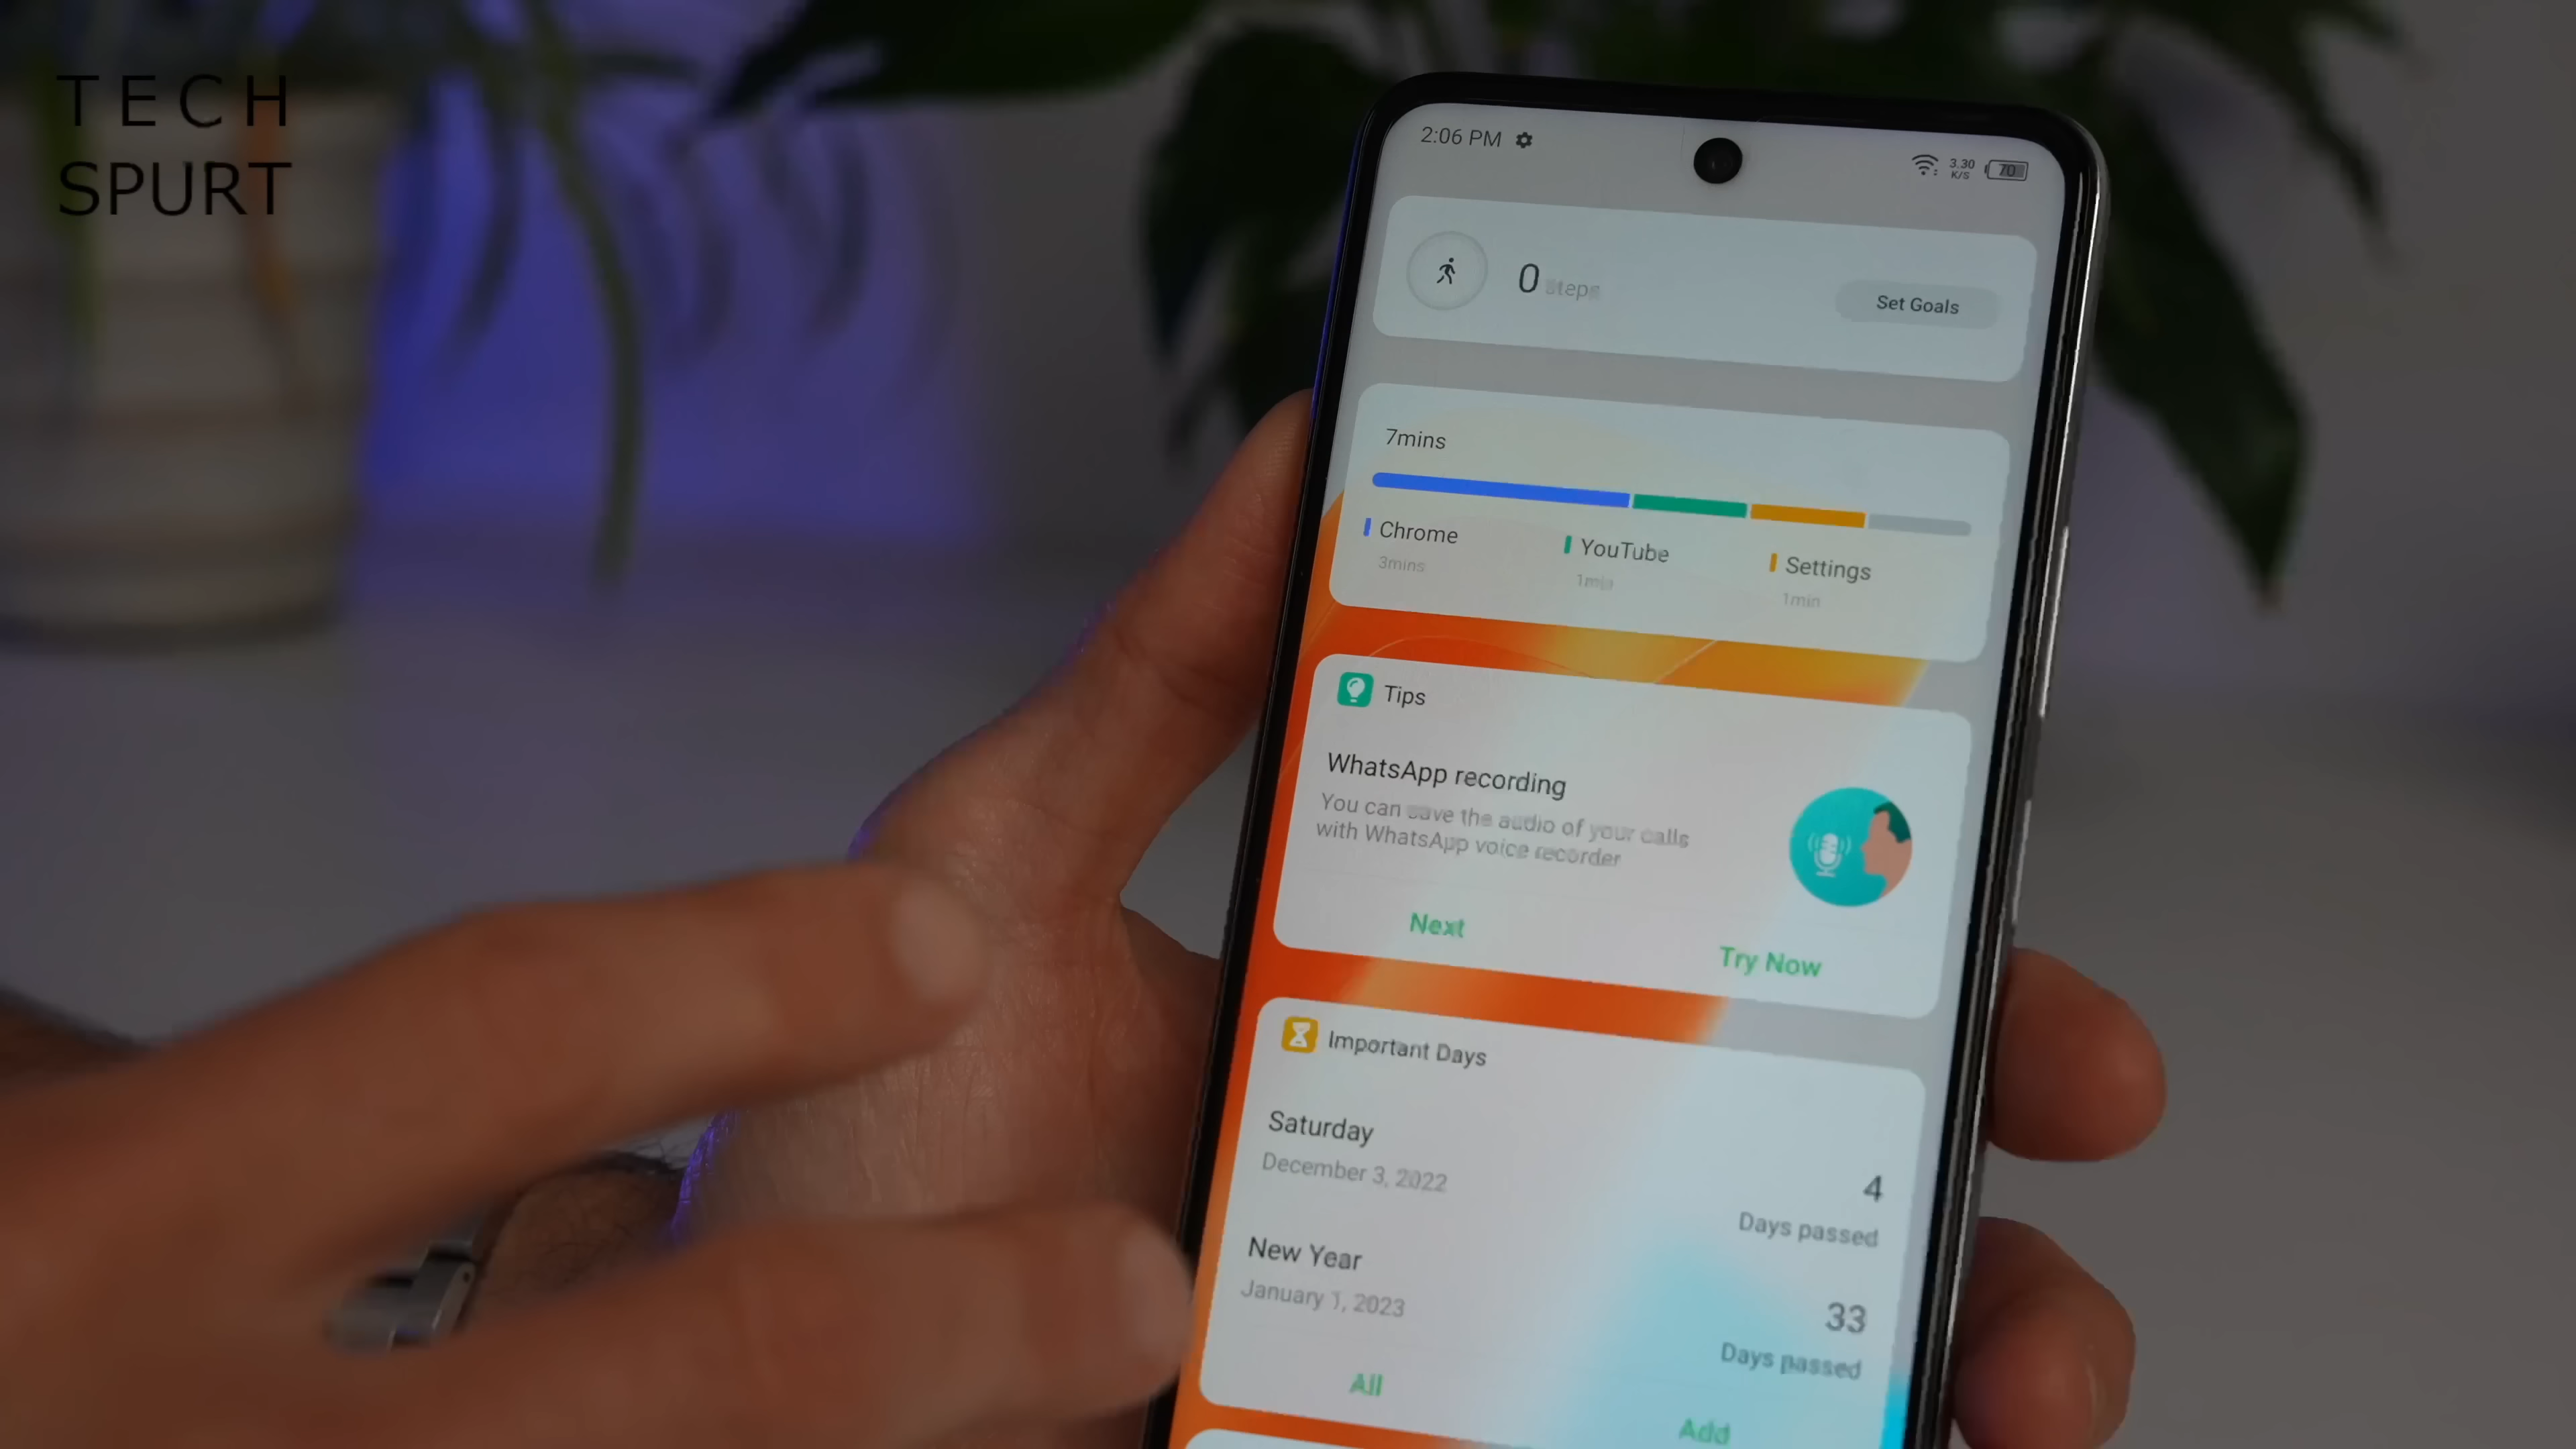 TECH
SPURT
2:06 PM
3.30
K/S
70
0 Steps
Set Goals
7mins
Chrome
YouTube
Settings
3mins
1min
1min
Tips
WhatsApp recording
You can save the audio of your calls
with WhatsApp voice recorder
Next
Try Now
Important Days
Saturday
December 3, 2022
4
Days passed
New Year
January 1, 2023
33
Days passed
All
Add